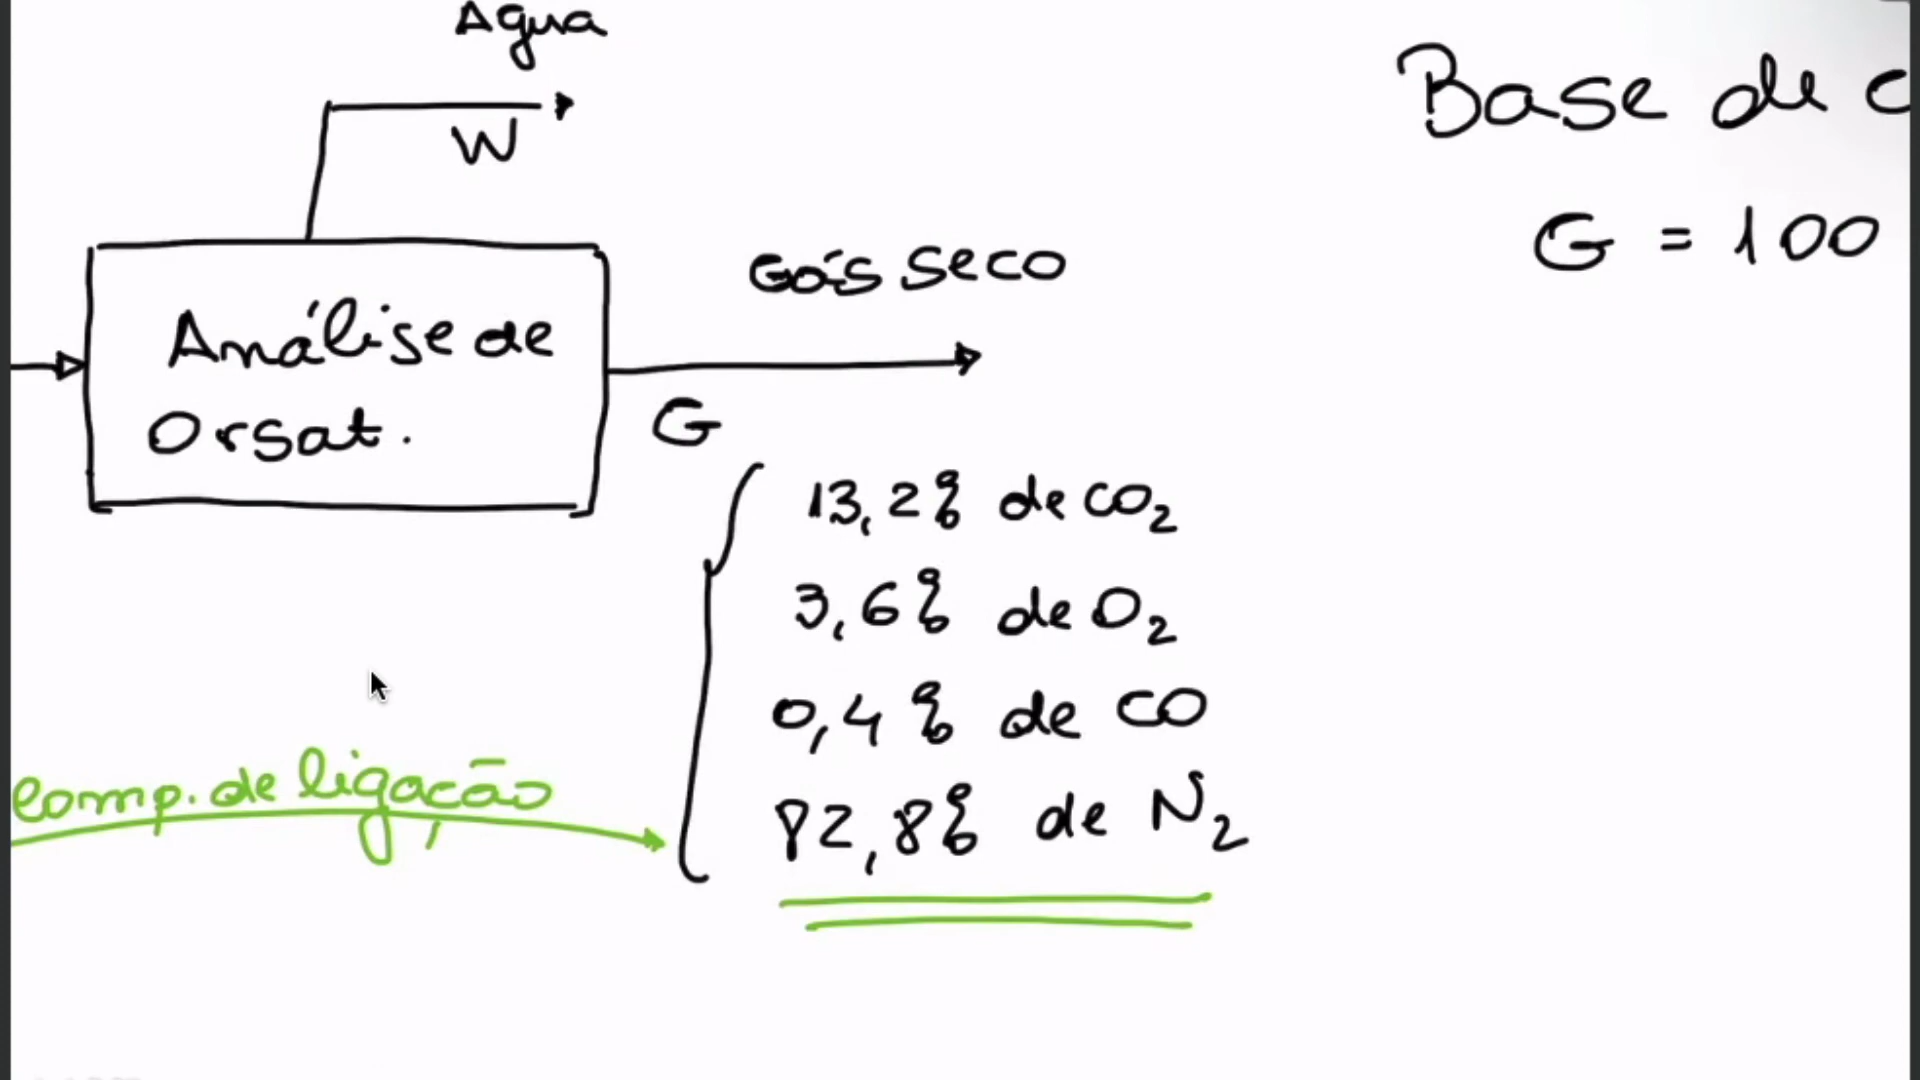 Água
W
Base de
G = 100
Gás seco
Análise de
Orsat.
G
13,2% de CO2
3,6% de O2
0,4% de CO
82,8% de N2
comp. de ligação